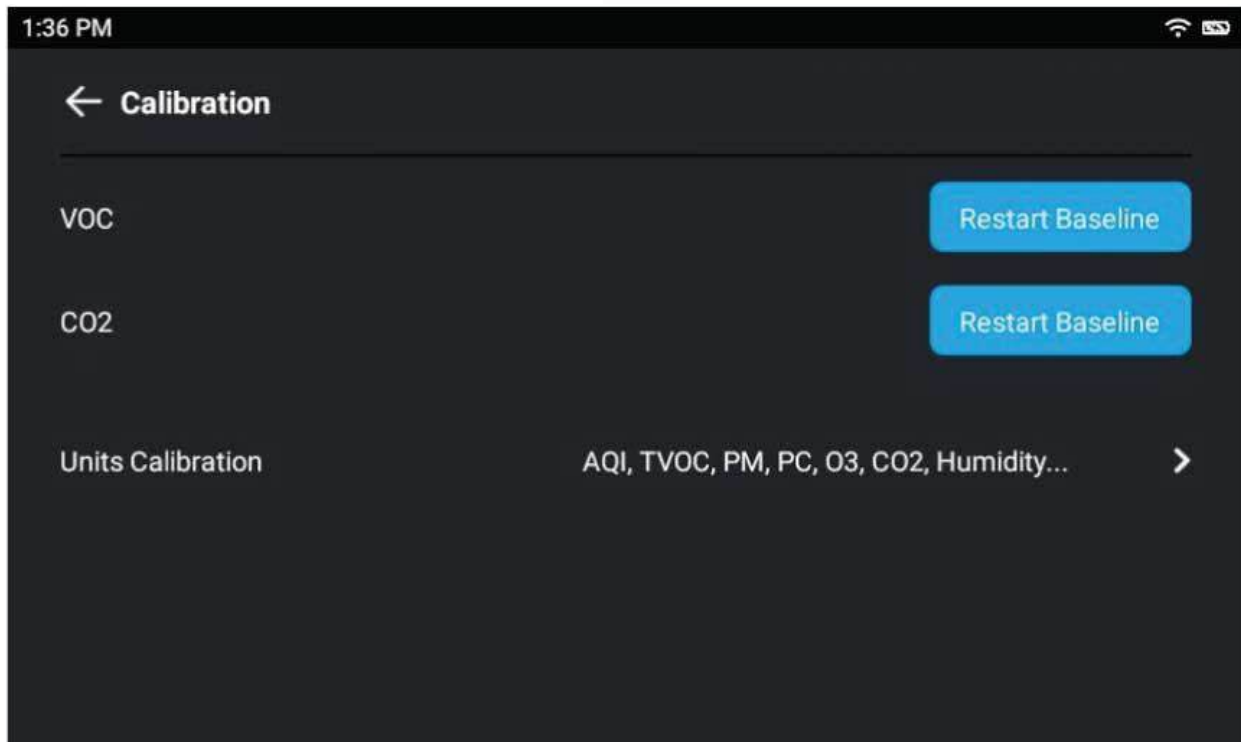 1:36 PM
Calibration
VOC
Restart Baseline
CO2
Restart Baseline
Units Calibration
AQI, TVOC, PM, PC, O3, CO2, Humidity...